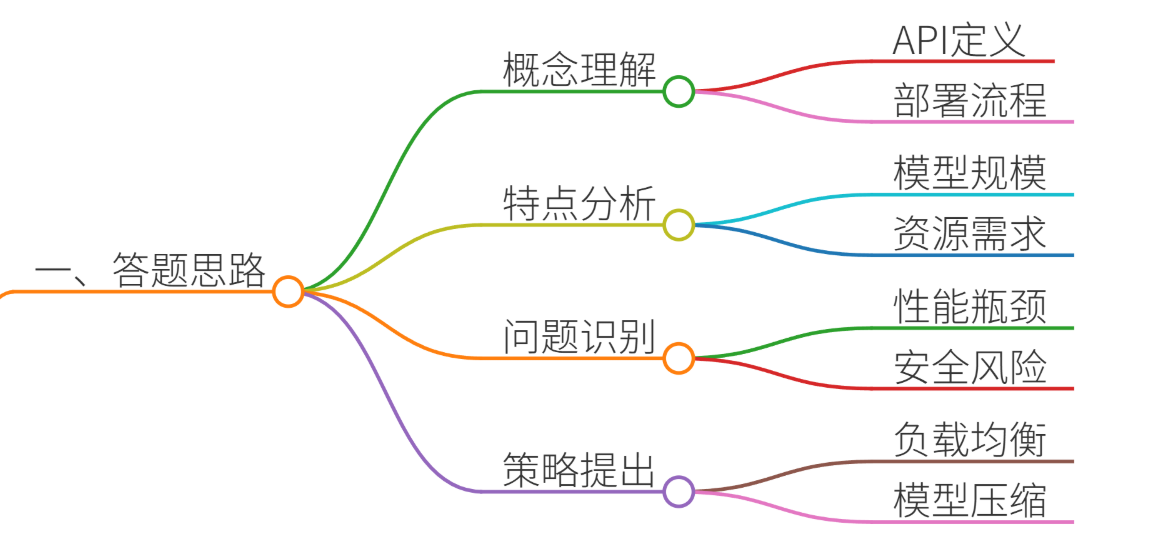 一、答题思路
概念理解
API定义
部署流程
特点分析
模型规模
资源需求
问题识别
性能瓶颈
安全风险
策略提出
负载均衡
模型压缩